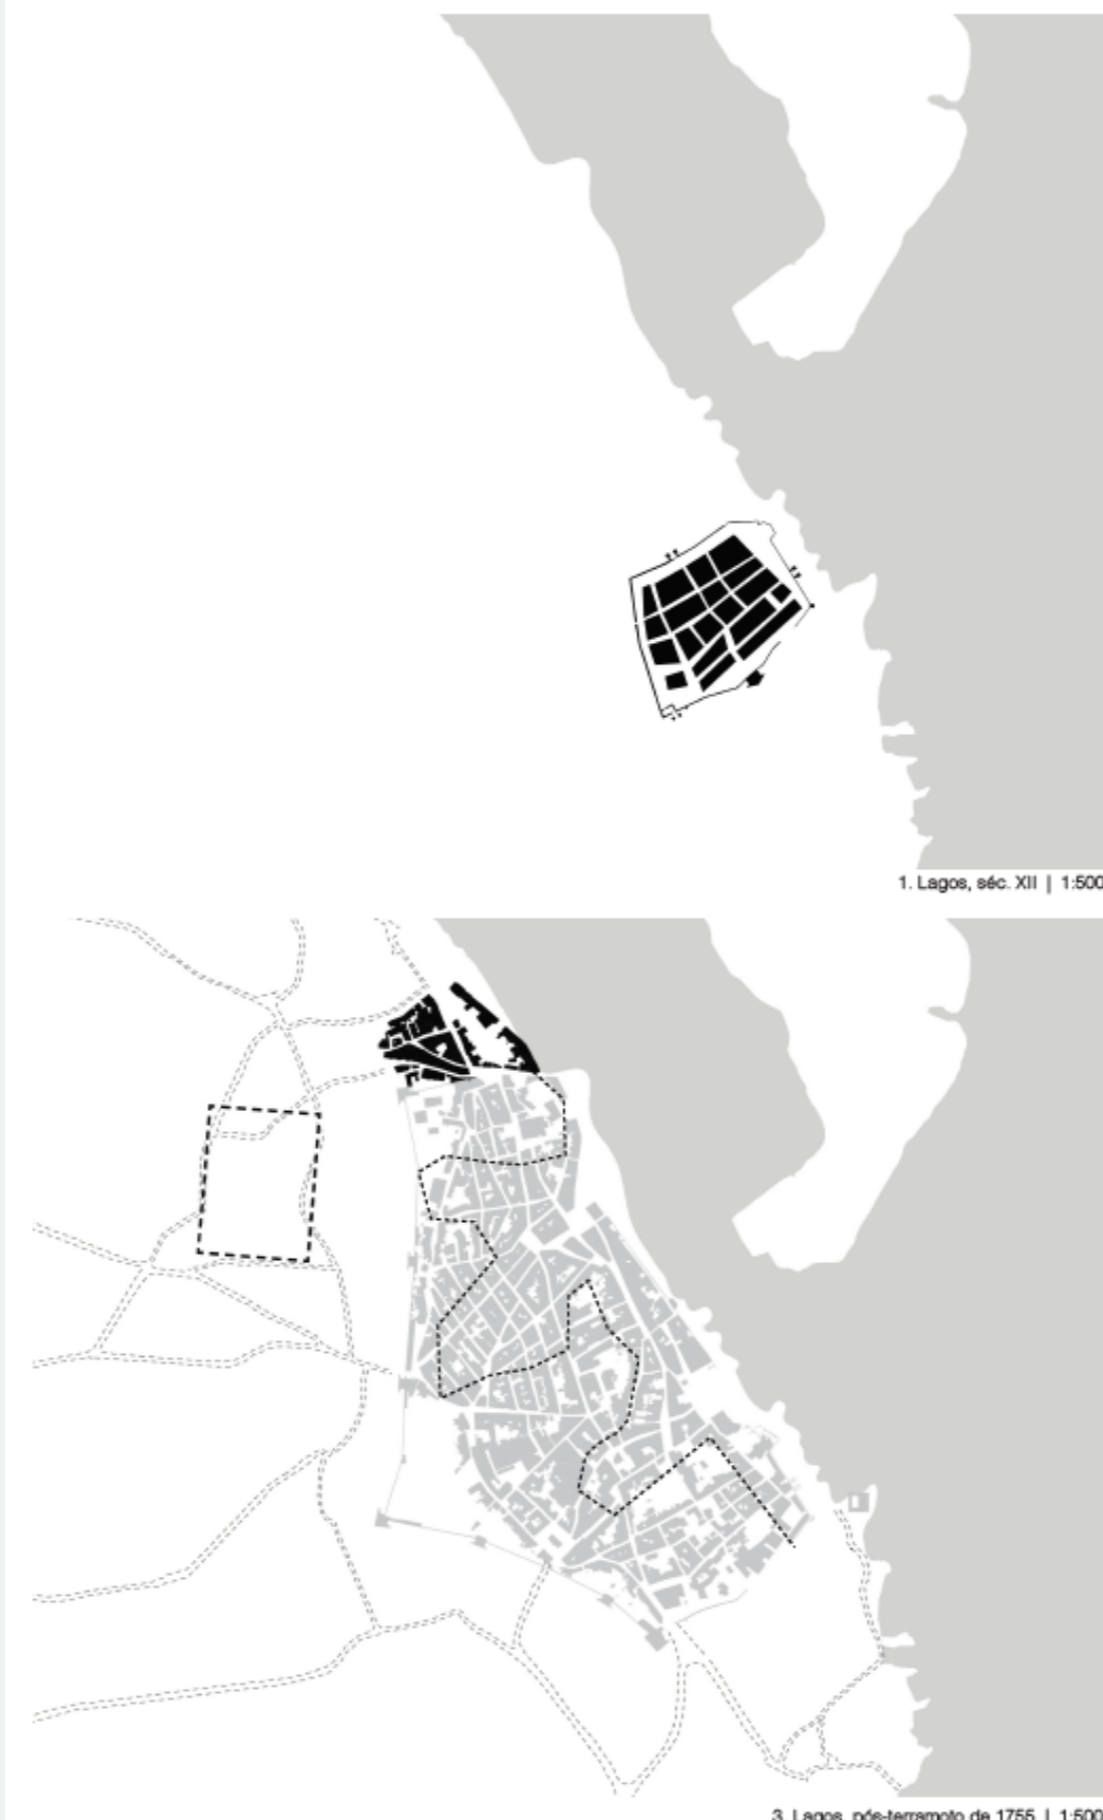 1. Lagos, séc. XII | 1:500
3. Lagos, pós-terramoto de 1755 | 1:500